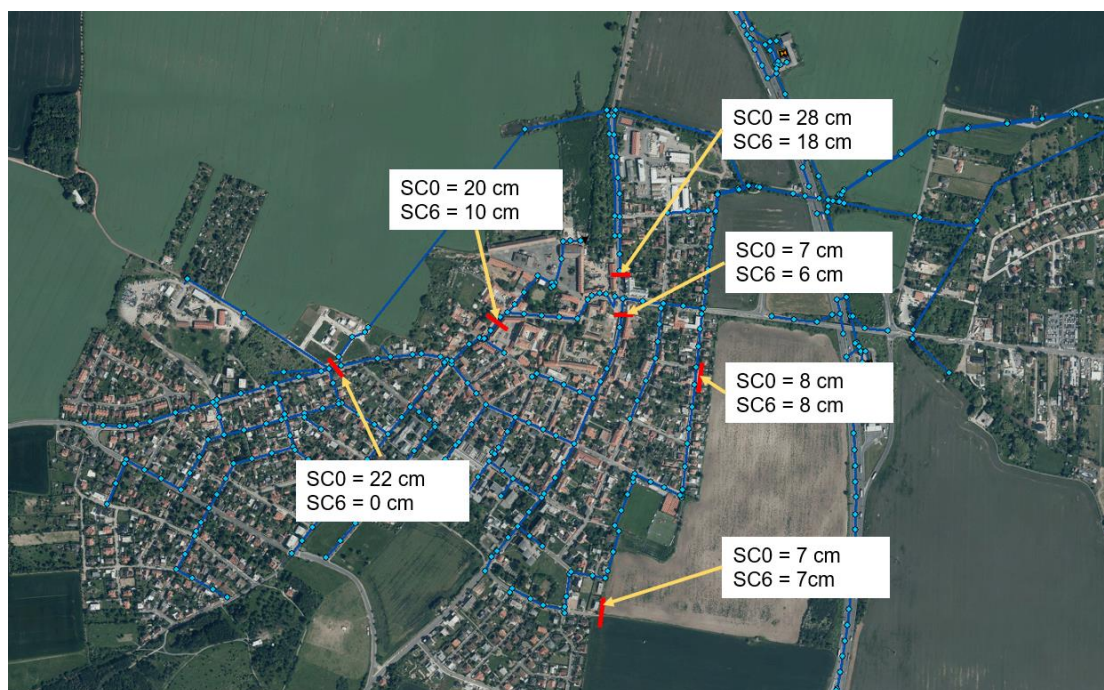 SC0 = 28 cm
SC6 = 18 cm
SC0 = 20 cm
SC6 = 10 cm
SC0 = 7 cm
SC6 = 6 cm
SC0 = 8 cm
SC6 = 8 cm
SC0 = 22 cm
SC6 = 0 cm
SC0 = 7 cm
SC6 = 7cm